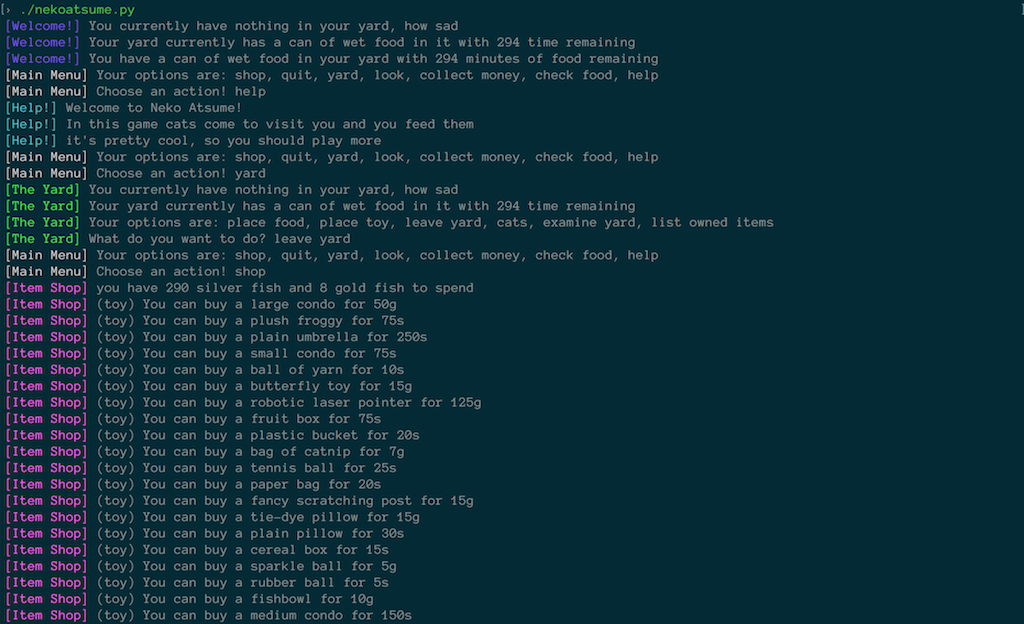 [› ./nekoatsume.py ]
[Welcome!] You currently have nothing in your yard, how sad
[Welcome!] Your yard currently has a can of wet food in it with 294 time remaining
[Welcome!] You have a can of wet food in your yard with 294 minutes of food remaining
[Main Menu] Your options are: shop, quit, yard, look, collect money, check food, help
[Main Menu] Choose an action! help
[Help!] Welcome to Neko Atsume!
[Help!] In this game cats come to visit you and you feed them
[Help!] it's pretty cool, so you should play more
[Main Menu] Your options are: shop, quit, yard, look, collect money, check food, help
[Main Menu] Choose an action! yard
[The Yard] You currently have nothing in your yard, how sad
[The Yard] Your yard currently has a can of wet food in it with 294 time remaining
[The Yard] Your options are: place food, place toy, leave yard, cats, examine yard, list owned items
[The Yard] What do you want to do? leave yard
[Main Menu] Your options are: shop, quit, yard, look, collect money, check food, help
[Main Menu] Choose an action! shop
[Item Shop] you have 290 silver fish and 8 gold fish to spend
[Item Shop] (toy) You can buy a large condo for 50g
[Item Shop] (toy) You can buy a plush froggy for 75s
[Item Shop] (toy) You can buy a plain umbrella for 250s
[Item Shop] (toy) You can buy a small condo for 75s
[Item Shop] (toy) You can buy a ball of yarn for 10s
[Item Shop] (toy) You can buy a butterfly toy for 15g
[Item Shop] (toy) You can buy a robotic laser pointer for 125g
[Item Shop] (toy) You can buy a fruit box for 75s
[Item Shop] (toy) You can buy a plastic bucket for 20s
[Item Shop] (toy) You can buy a bag of catnip for 7g
[Item Shop] (toy) You can buy a tennis ball for 25s
[Item Shop] (toy) You can buy a paper bag for 20s
[Item Shop] (toy) You can buy a fancy scratching post for 15g
[Item Shop] (toy) You can buy a tie-dye pillow for 15g
[Item Shop] (toy) You can buy a plain pillow for 30s
[Item Shop] (toy) You can buy a cereal box for 15s
[Item Shop] (toy) You can buy a sparkle ball for 5g
[Item Shop] (toy) You can buy a rubber ball for 5s
[Item Shop] (toy) You can buy a fishbowl for 10g
[Item Shop] (toy) You can buy a medium condo for 150s